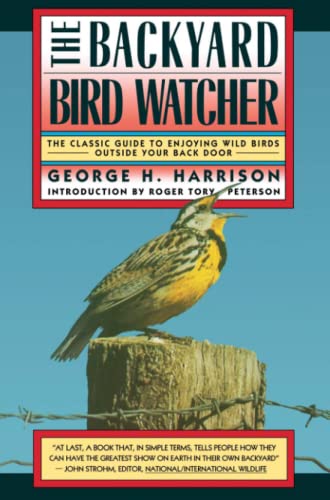 THE BACKYARD
BIRD WATCHER
THE CLASSIC GUIDE TO ENJOYING WILD BIRDS
OUTSIDE YOUR BACK DOOR
GEORGE H. HARRISON
INTRODUCTION BY ROGER TORY PETERSON
"AT LAST, A BOOK THAT, IN SIMPLE TERMS, TELLS PEOPLE HOW THEY
CAN HAVE THE GREATEST SHOW ON EARTH IN THEIR OWN BACKYARD"
— JOHN STROHM, EDITOR, NATIONAL/INTERNATIONAL WILDLIFE